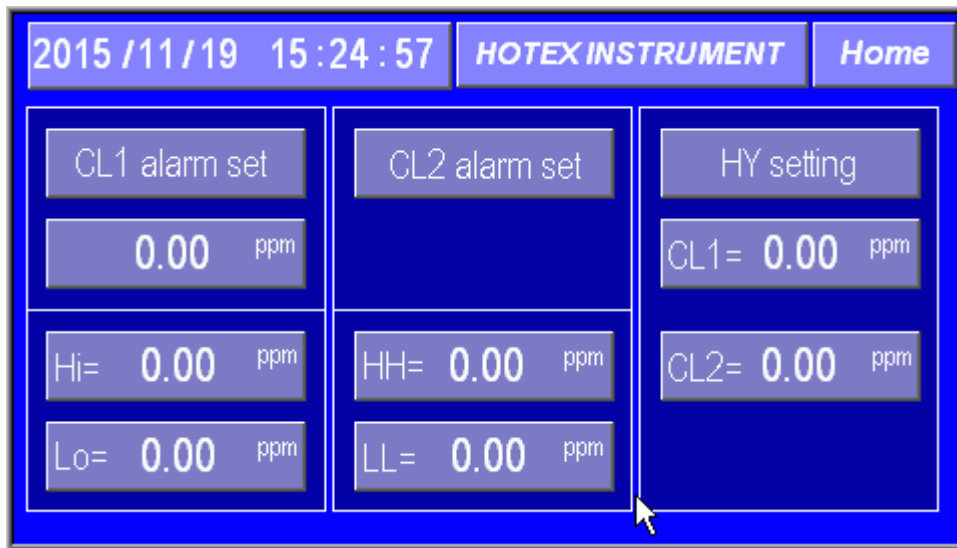 2015/11/19 15:24:57 HOTEX INSTRUMENT Home
CL1 alarm set
0.00 ppm
Hi= 0.00 ppm
Lo= 0.00 ppm
CL2 alarm set
HH= 0.00 ppm
LL= 0.00 ppm
HY setting
CL1= 0.00 ppm
CL2= 0.00 ppm